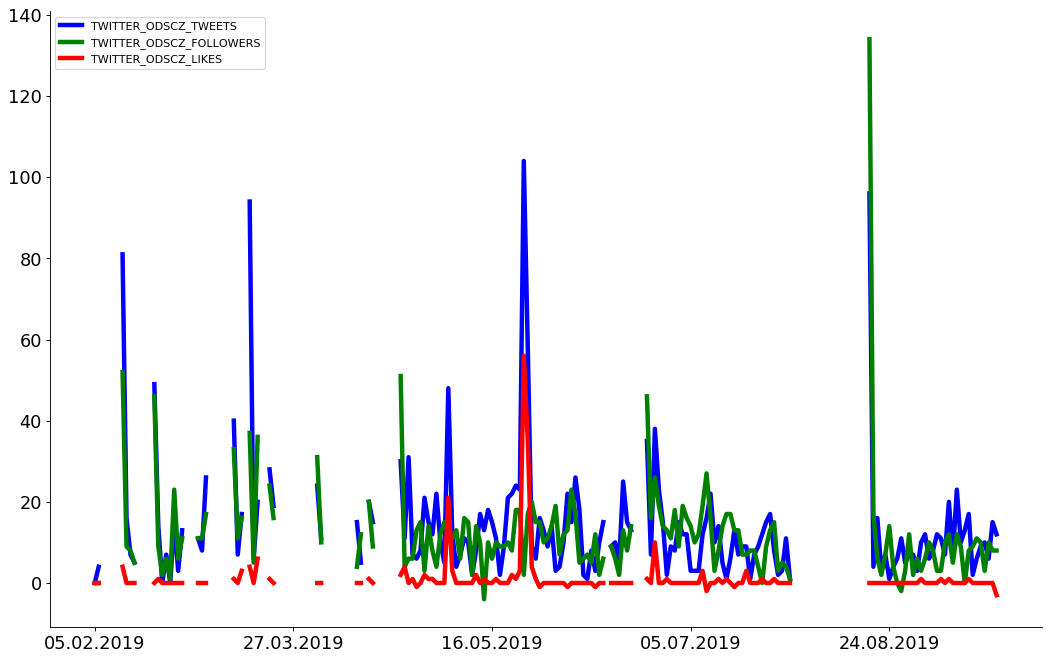 140
120
100
80
60
40
20
0
TWITTER_ODSCZ_TWEETS
TWITTER_ODSCZ_FOLLOWERS
TWITTER_ODSCZ_LIKES
05.02.2019 27.03.2019 16.05.2019 05.07.2019 24.08.2019